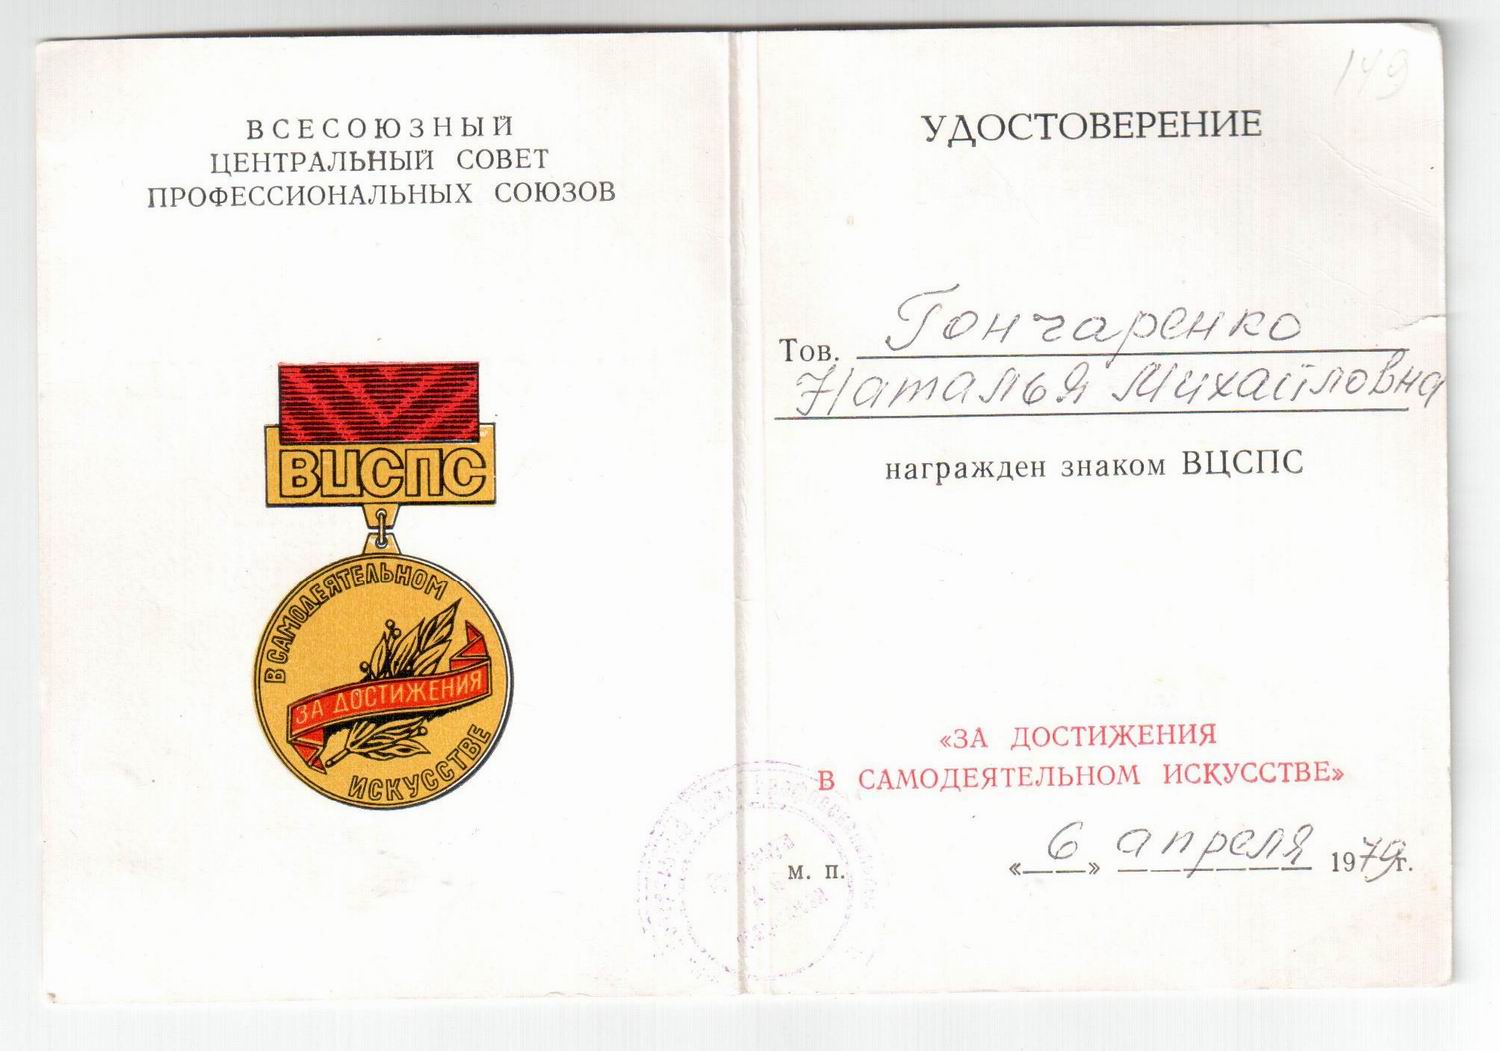 ВСЕСОЮЗНЫЙ
ЦЕНТРАЛЬНЫЙ СОВЕТ
ПРОФЕССИОНАЛЬНЫХ СОЮЗОВ
ВЦСПС
В САМОДЕЯТЕЛЬНОМ
ЗА ДОСТИЖЕНИЯ
ИСКУССТВЕ
149
УДОСТОВЕРЕНИЕ
Тов. Гончаренко
Наталья Михайловна
награжден знаком ВЦСПС
«ЗА ДОСТИЖЕНИЯ
В САМОДЕЯТЕЛЬНОМ ИСКУССТВЕ»
м. п. «6» апреля 1979г.